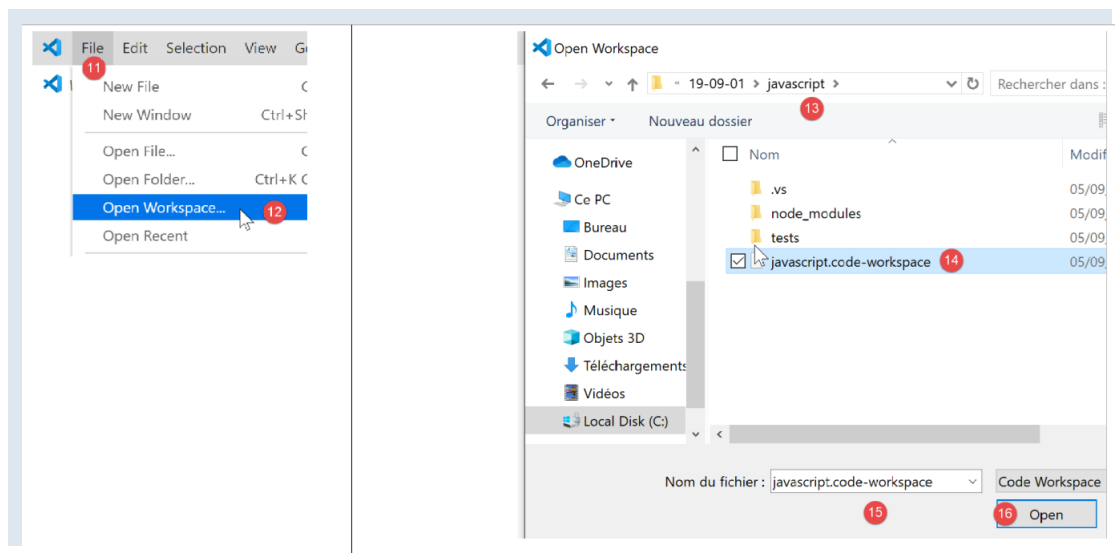 File Edit Selection View
11
New File
New Window Ctrl+Sh
Open File...
Open Folder... Ctrl+K C
Open Workspace... 12
Open Recent
Open Workspace
19-09-01 > javascript >
Rechercher dans :
13
Organiser Nouveau dossier
Nom Modif
OneDrive
.vs 05/09
Ce PC
node_modules 05/09
Bureau
tests 05/09
Documents
javascript.code-workspace 14 05/09
Images
Musique
Objets 3D
Téléchargements
Vidéos
Local Disk (C:)
Nom du fichier : javascript.code-workspace Code Workspace
15
16 Open